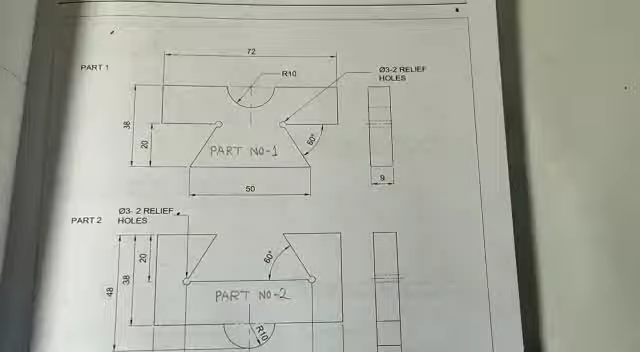 72
PART 1
R10
Ø3-2 RELIEF
HOLES
38
20
60°
PART NO-1
50
9
Ø3- 2 RELIEF
HOLES
PART 2
20
38
48
60°
PART NO-2
R10